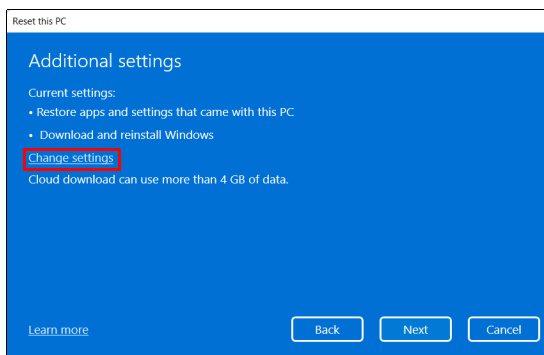 Reset this PC
Additional settings
Current settings:
• Restore apps and settings that came with this PC
• Download and reinstall Windows
Change settings
Cloud download can use more than 4 GB of data.
Learn more
Back
Next
Cancel